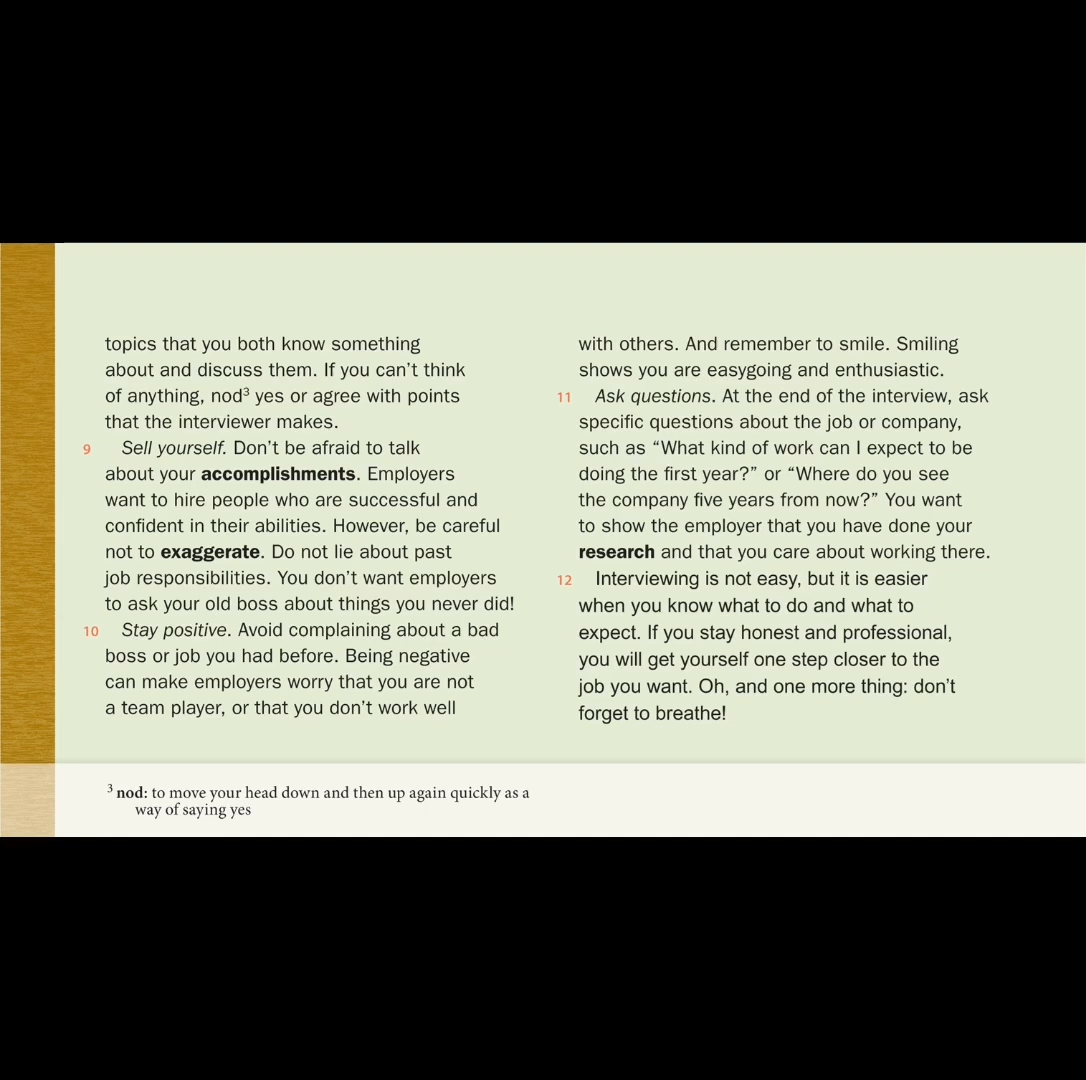 topics that you both know something
about and discuss them. If you can't think
of anything, nod³ yes or agree with points
that the interviewer makes.
9 Sell yourself. Don't be afraid to talk
about your accomplishments. Employers
want to hire people who are successful and
confident in their abilities. However, be careful
not to exaggerate. Do not lie about past
job responsibilities. You don't want employers
to ask your old boss about things you never did!
10 Stay positive. Avoid complaining about a bad
boss or job you had before. Being negative
can make employers worry that you are not
a team player, or that you don't work well
with others. And remember to smile. Smiling
shows you are easygoing and enthusiastic.
11 Ask questions. At the end of the interview, ask
specific questions about the job or company,
such as “What kind of work can I expect to be
doing the first year?” or “Where do you see
the company five years from now?” You want
to show the employer that you have done your
research and that you care about working there.
12 Interviewing is not easy, but it is easier
when you know what to do and what to
expect. If you stay honest and professional,
you will get yourself one step closer to the
job you want. Oh, and one more thing: don't
forget to breathe!
³ nod: to move your head down and then up again quickly as a
way of saying yes